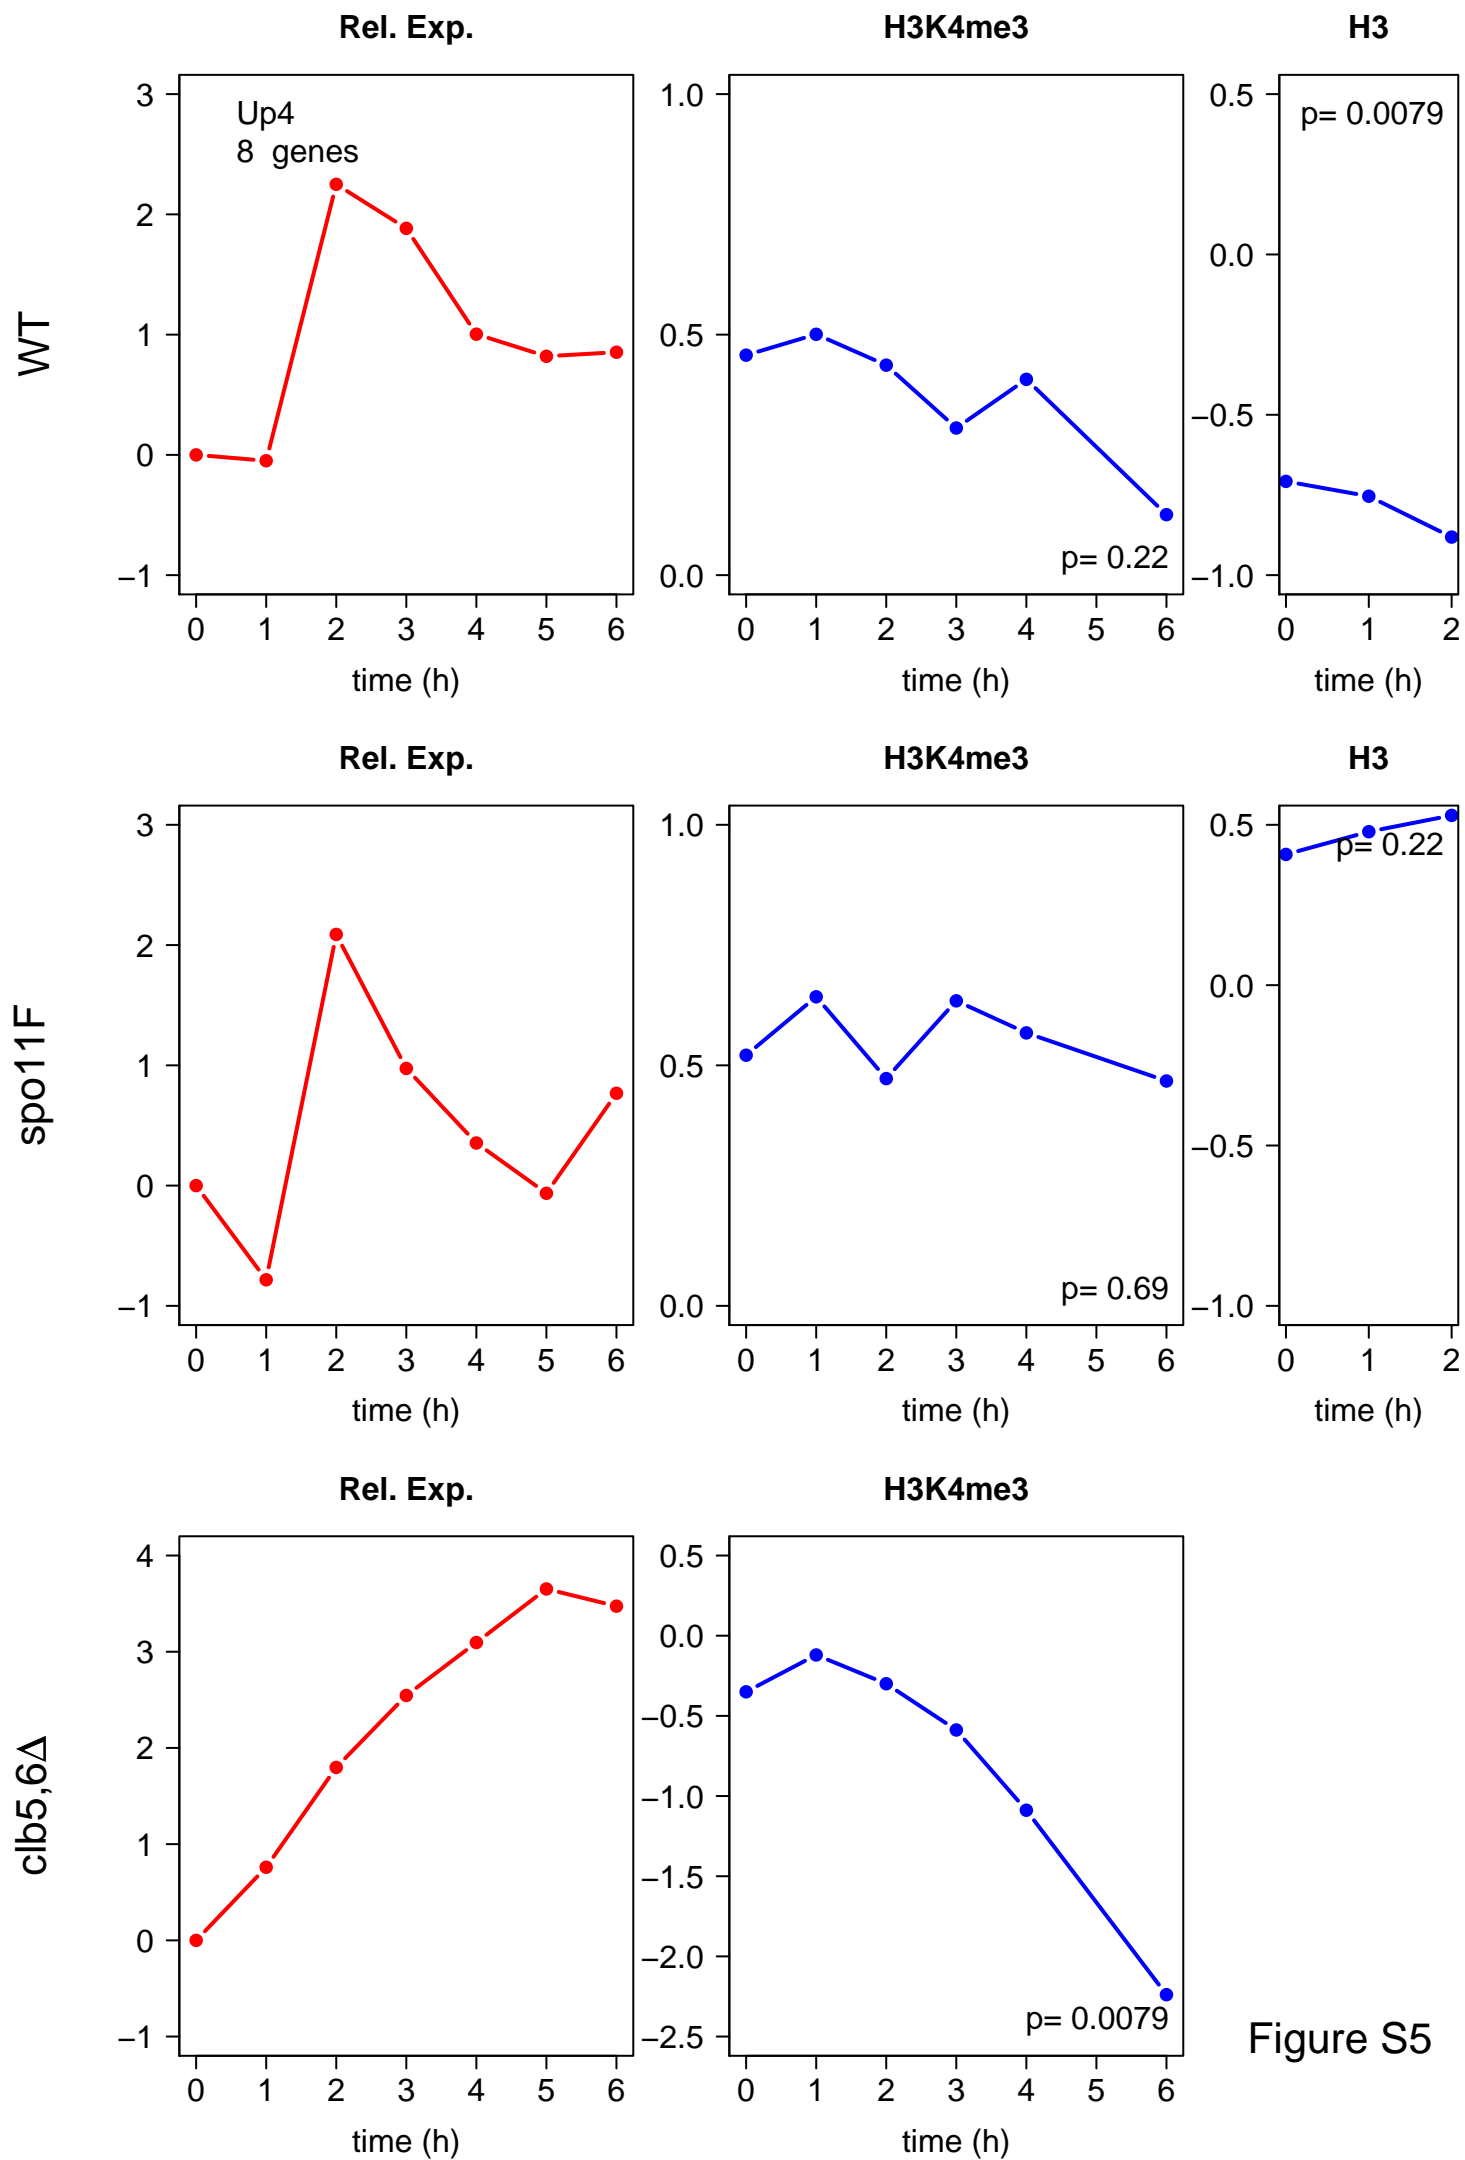 Rel. Exp.
H3K4me3
H3
WT
Up4
8 genes
3
2
1
0
−1
0 1 2 3 4 5 6
time (h)
1.0
0.5
0.0
p= 0.22
0 1 2 3 4 5 6
time (h)
0.5
0.0
−0.5
−1.0
p= 0.0079
0 1 2
time (h)
Rel. Exp.
H3K4me3
H3
spo11F
3
2
1
0
−1
0 1 2 3 4 5 6
time (h)
1.0
0.5
0.0
p= 0.69
0 1 2 3 4 5 6
time (h)
0.5
0.0
−0.5
−1.0
p= 0.22
0 1 2
time (h)
Rel. Exp.
H3K4me3
clb5,6Δ
4
3
2
1
0
−1
0 1 2 3 4 5 6
time (h)
0.5
0.0
−0.5
−1.0
−1.5
−2.0
−2.5
p= 0.0079
0 1 2 3 4 5 6
time (h)
Figure S5